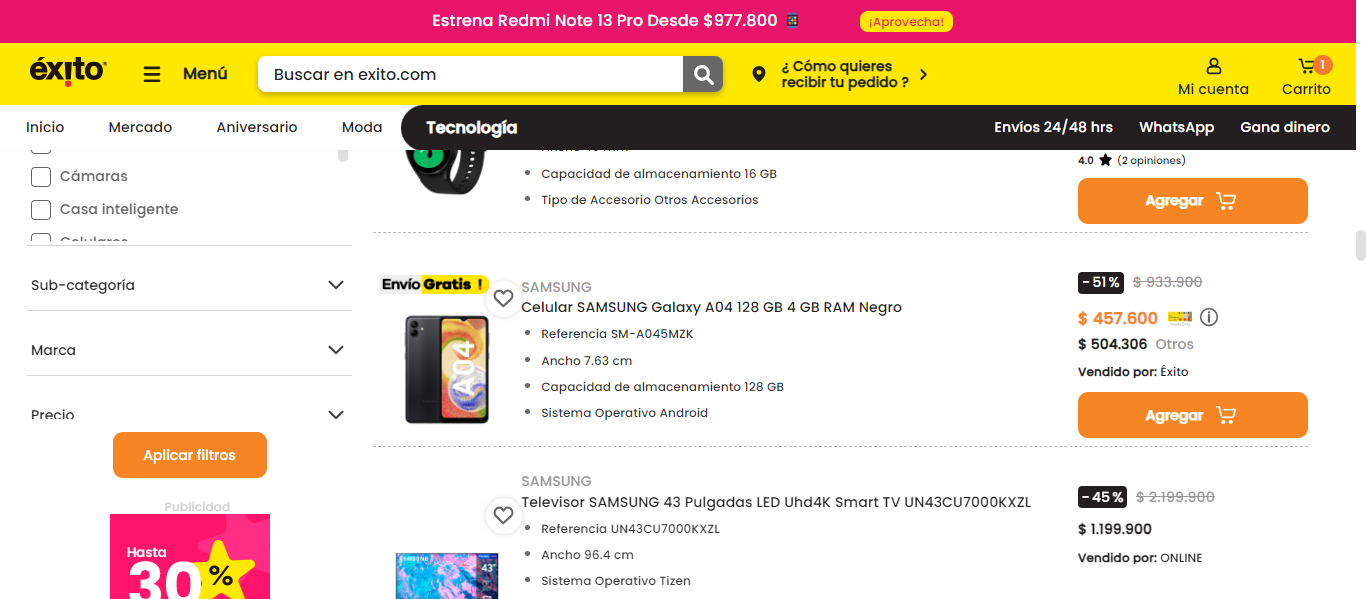 Estrena Redmi Note 13 Pro Desde $977.800
¡Aprovecha!
éxito
Menú
Buscar en exito.com
¿ Cómo quieres
recibir tu pedido ?
Mi cuenta
1
Carrito
Inicio
Mercado
Aniversario
Moda
Tecnología
Envíos 24/48 hrs
WhatsApp
Gana dinero
Cámaras
Casa inteligente
Celulares
Sub-categoría
Marca
Precio
Aplicar filtros
Publicidad
Hasta
30%
Capacidad de almacenamiento 16 GB
Tipo de Accesorio Otros Accesorios
4.0 (2 opiniones)
Agregar
Envío Gratis !
A04
SAMSUNG
Celular SAMSUNG Galaxy A04 128 GB 4 GB RAM Negro
Referencia SM-A045MZK
Ancho 7.63 cm
Capacidad de almacenamiento 128 GB
Sistema Operativo Android
- 51 % $ 933.900
$ 457.600
$ 504.306 Otros
Vendido por: Éxito
Agregar
SAMSUNG
Televisor SAMSUNG 43 Pulgadas LED Uhd4K Smart TV UN43CU7000KXZL
Referencia UN43CU7000KXZL
Ancho 96.4 cm
Sistema Operativo Tizen
SAMSUNG
43"
- 45 % $ 2.199.900
$ 1.199.900
Vendido por: ONLINE